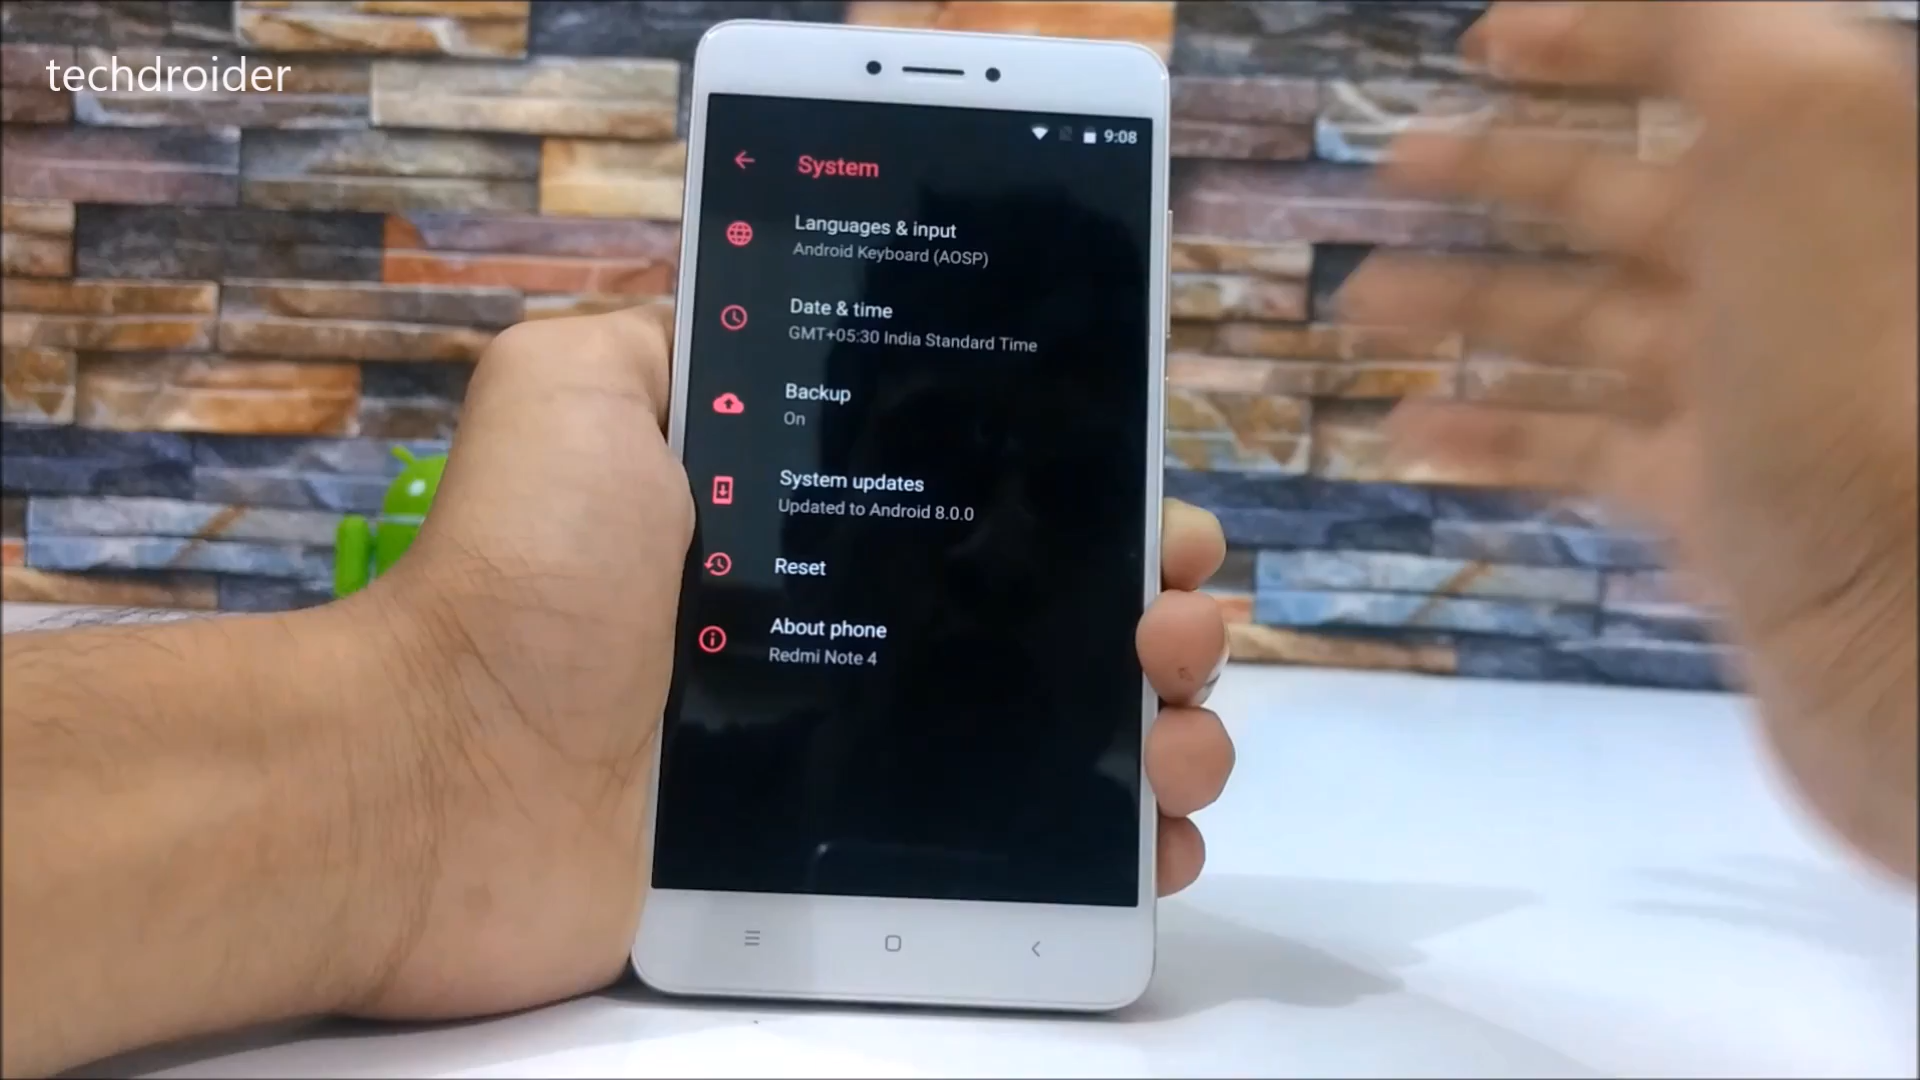 techdroider
9:08
System
Languages & input
Android Keyboard (AOSP)
Date & time
GMT+05:30 India Standard Time
Backup
On
System updates
Updated to Android 8.0.0
Reset
About phone
Redmi Note 4